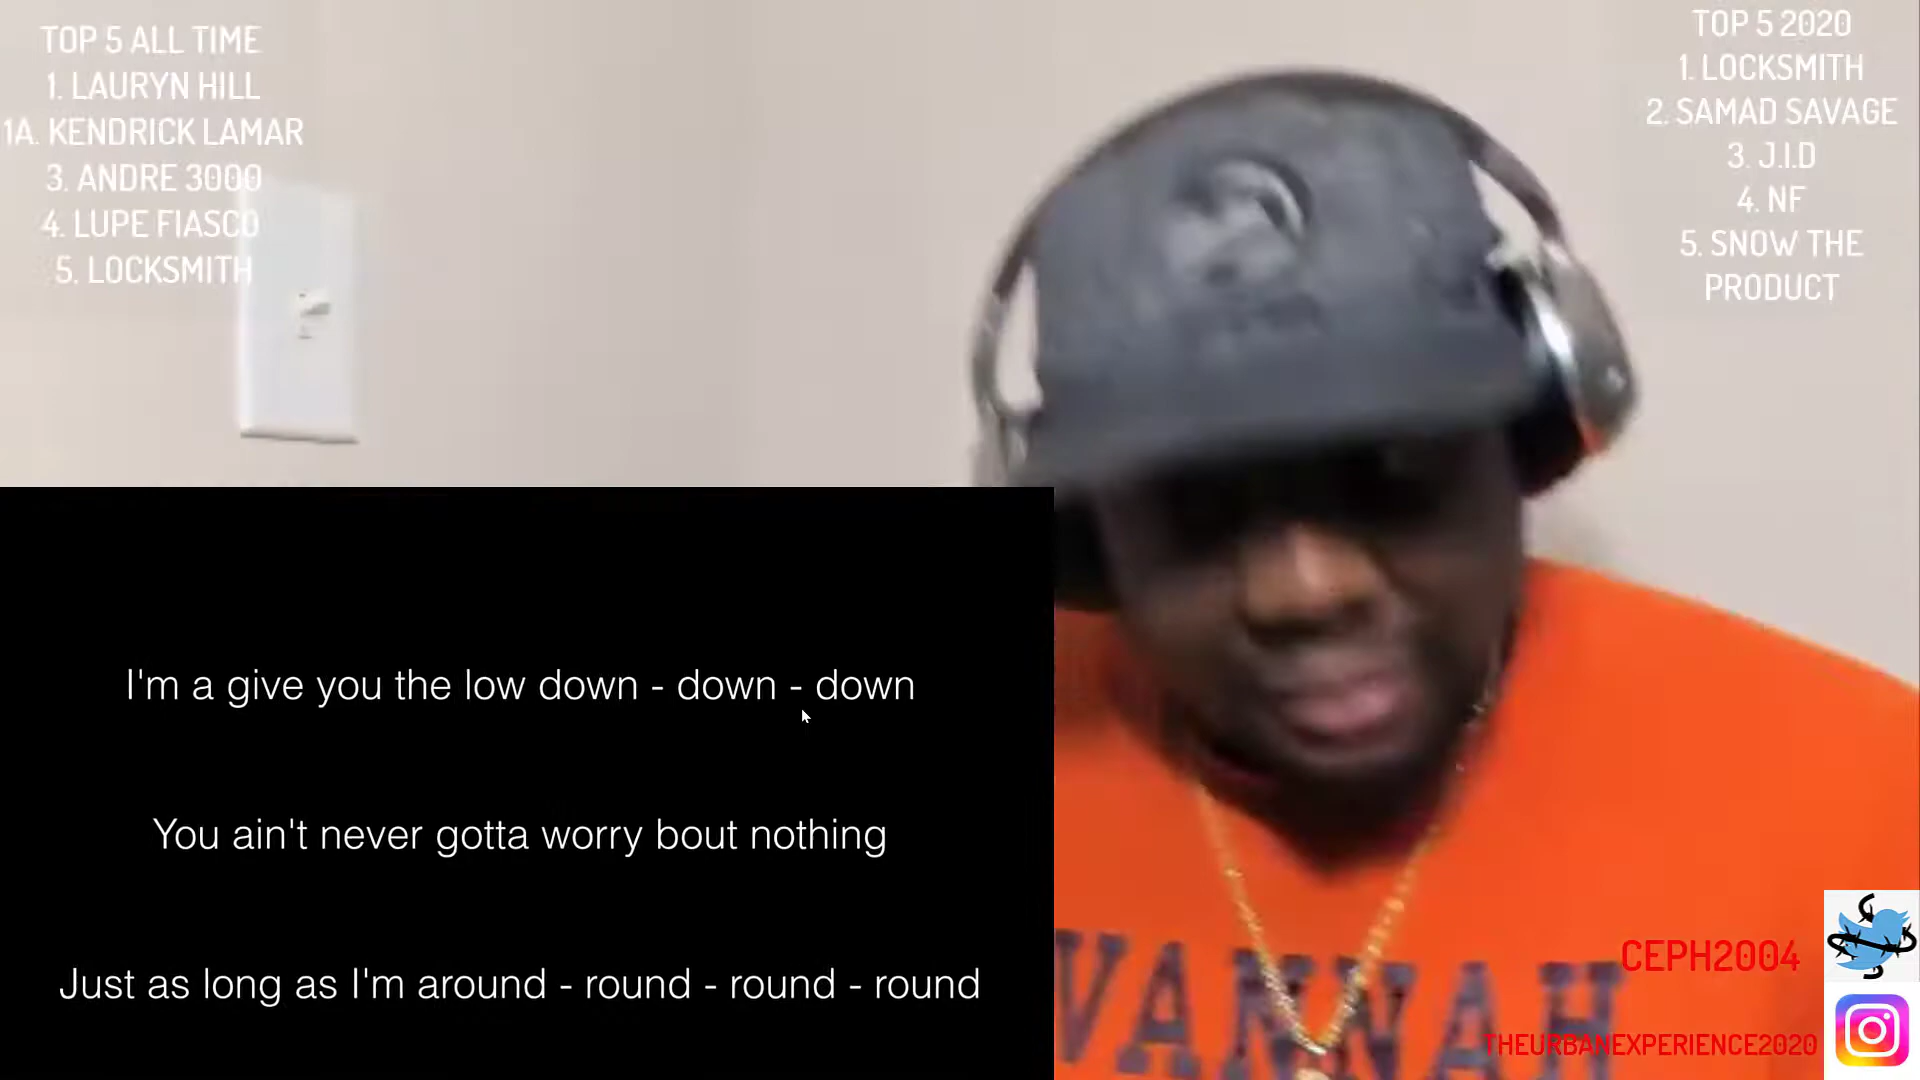 TOP 5 ALL TIME
1. LAURYN HILL
1A. KENDRICK LAMAR
3. ANDRE 3000
4. LUPE FIASCO
5. LOCKSMITH
TOP 5 2020
1. LOCKSMITH
2. SAMAD SAVAGE
3. J.I.D
4. NF
5. SNOW THE
PRODUCT
I'm a give you the low down - down - down
You ain't never gotta worry bout nothing
Just as long as I'm around - round - round - round
VANNAH
CEPH2004
THEURBANEXPERIENCE2020